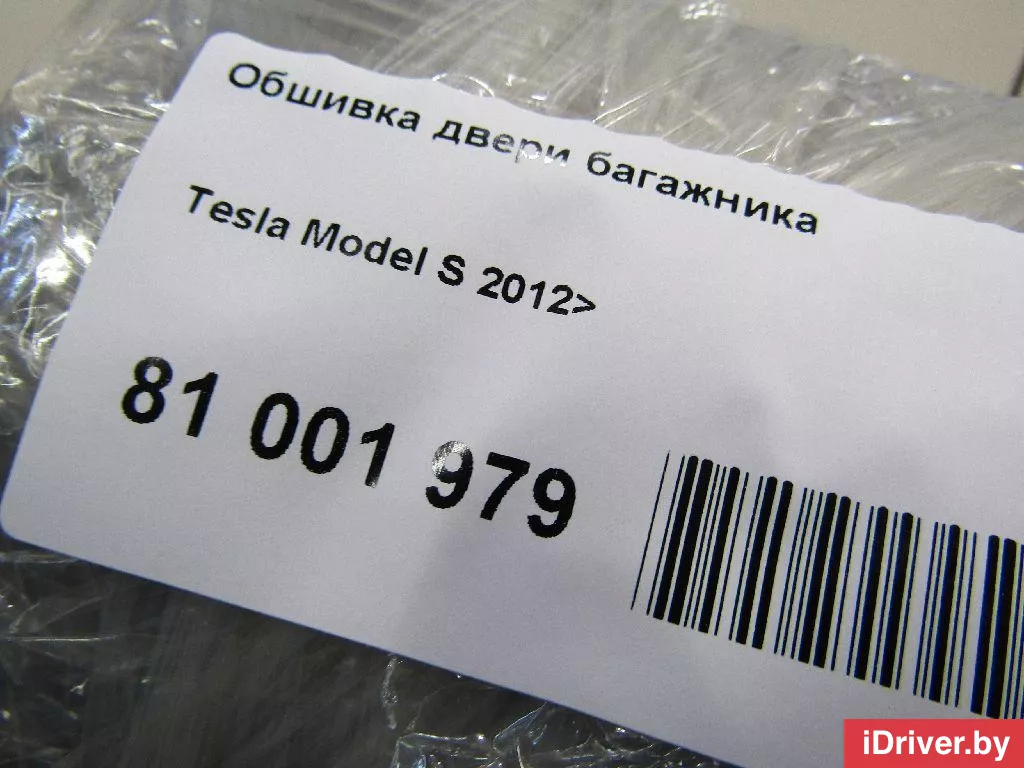 Обшивка двери багажника
Tesla Model S 2012>
81 001 979
iDriver.by